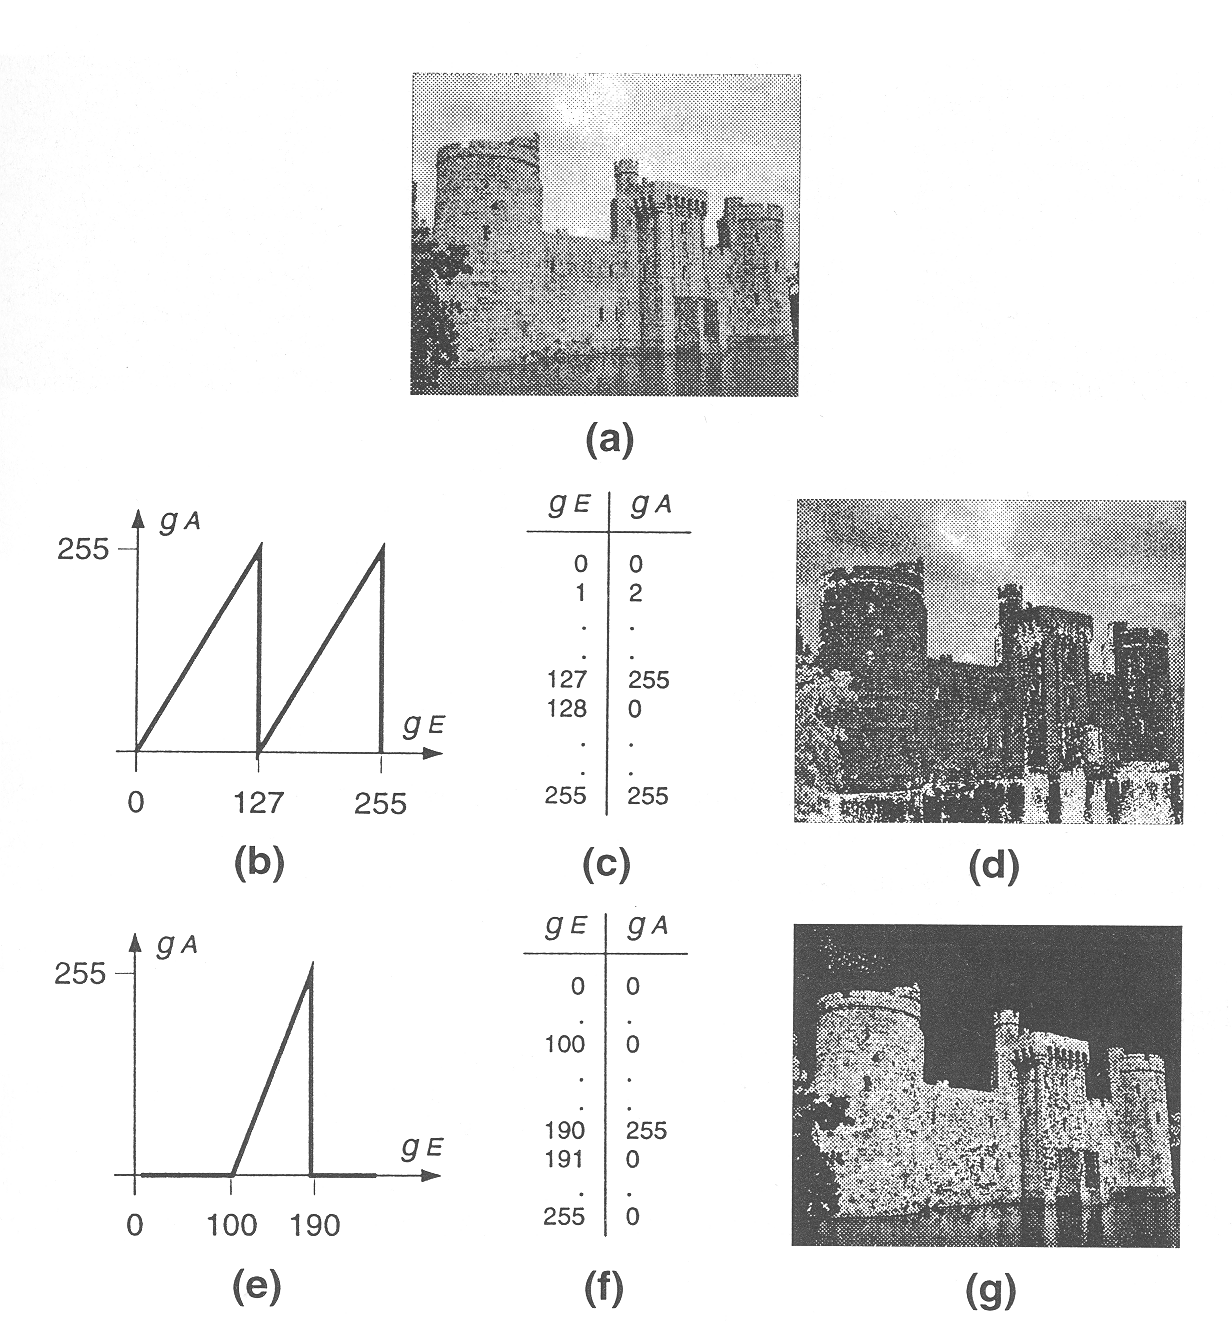 (a)
gA
255
gE
0 127 255
(b)
gE gA
0 0
1 2
. .
. .
127 255
128 0
. .
. .
255 255
(c)
(d)
gA
255
gE
0 100 190
(e)
gE gA
0 0
. .
100 0
. .
. .
190 255
191 0
. .
255 0
(f)
(g)